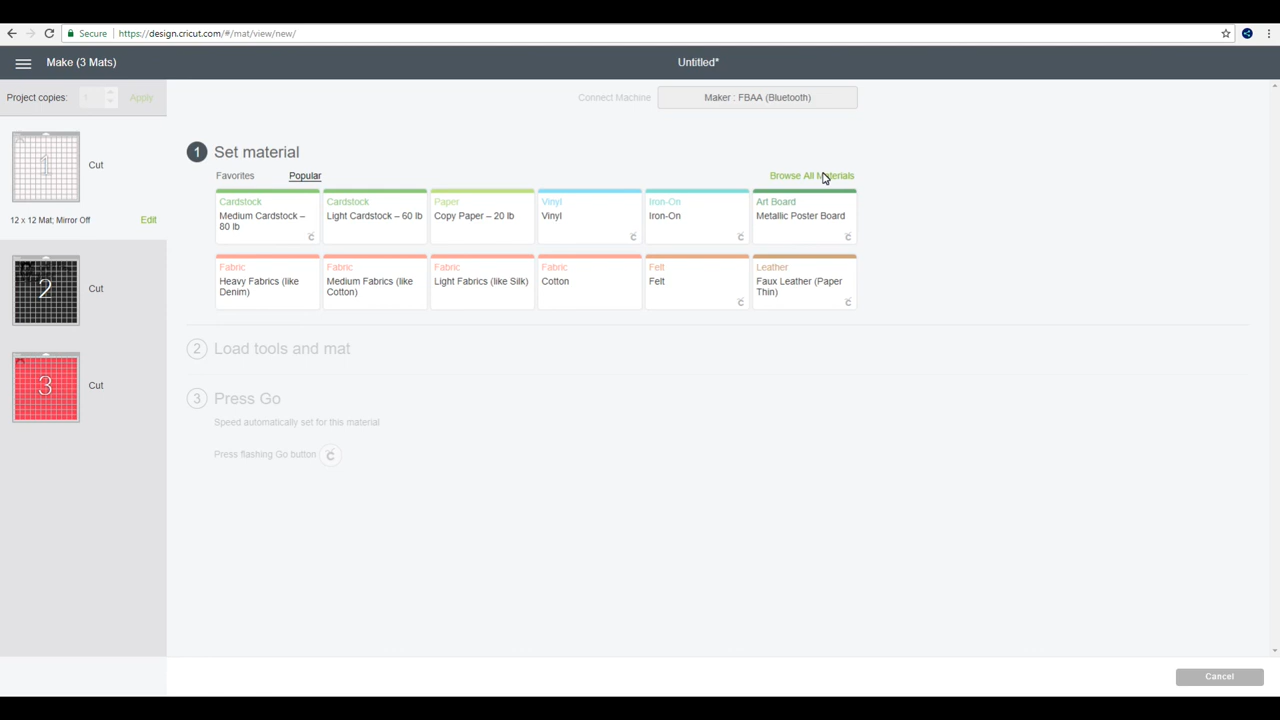 Secure https://design.cricut.com/#/mat/view/new/
Make (3 Mats)
Untitled*
Project copies: 1 Apply
Connect Machine Maker : FBAA (Bluetooth)
1 Cut
12 x 12 Mat; Mirror Off Edit
2 Cut
3 Cut
1 Set material
Favorites Popular Browse All Materials
Cardstock
Medium Cardstock –
80 lb
Cardstock
Light Cardstock – 60 lb
Paper
Copy Paper – 20 lb
Vinyl
Vinyl
Iron-On
Iron-On
Art Board
Metallic Poster Board
Fabric
Heavy Fabrics (like
Denim)
Fabric
Medium Fabrics (like
Cotton)
Fabric
Light Fabrics (like Silk)
Fabric
Cotton
Felt
Felt
Leather
Faux Leather (Paper
Thin)
2 Load tools and mat
3 Press Go
Speed automatically set for this material
Press flashing Go button
Cancel